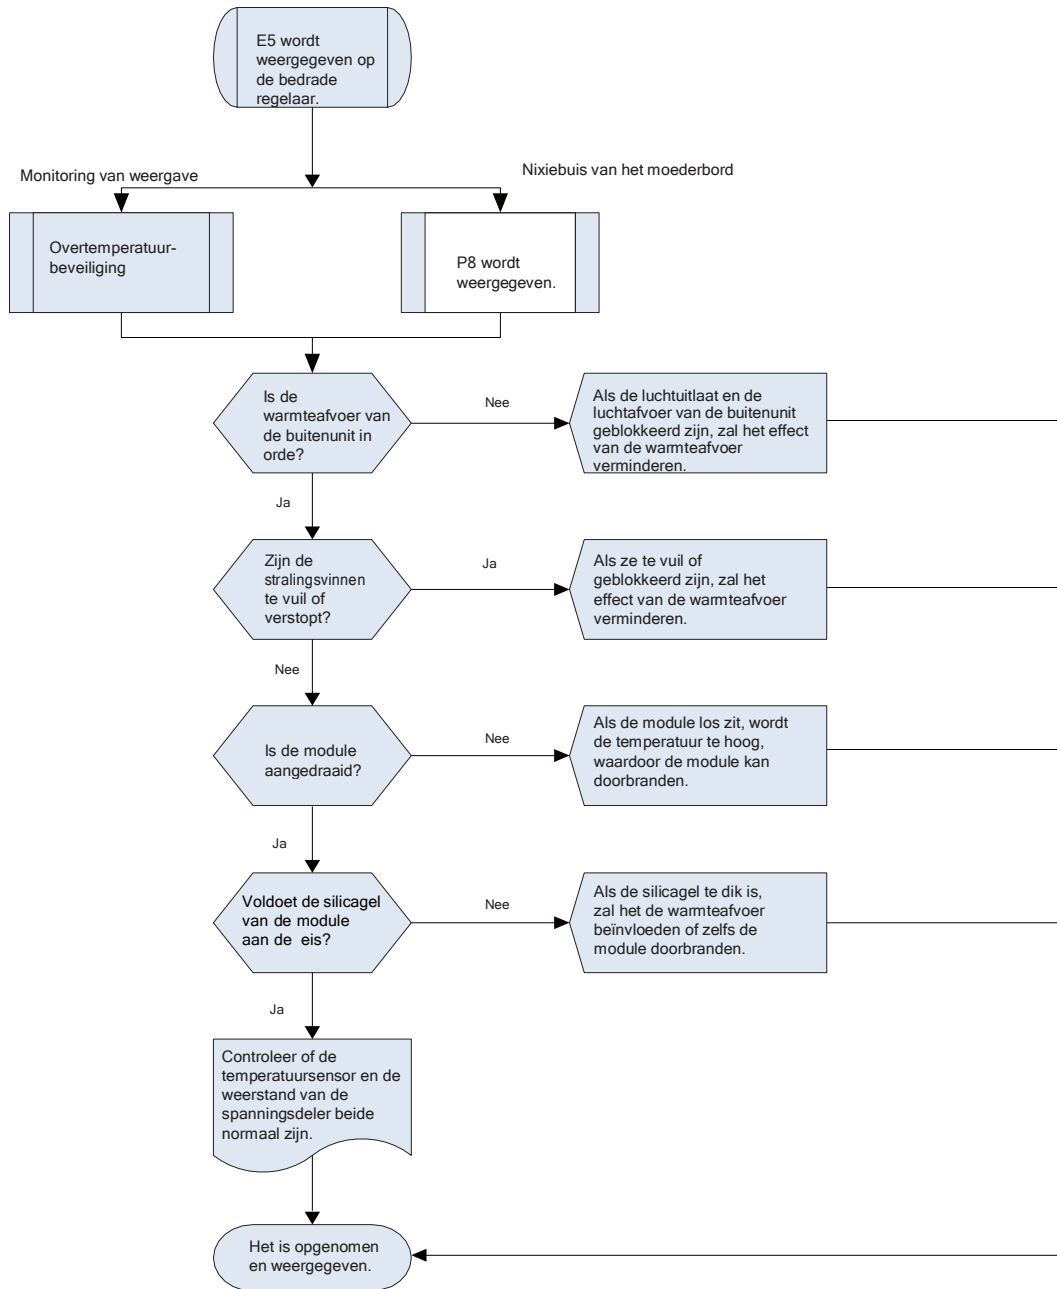 E5 wordt
weergegeven op
de bedrade
regelaar.
Monitoring van weergave
Nixiebuis van het moederbord
Overtemperatuur-
beveiliging
P8 wordt
weergegeven.
Is de
warmteafvoer van
de buitenunit in
orde?
Nee
Als de luchtuitlaat en de
luchtafvoer van de buitenunit
geblokkeerd zijn, zal het effect
van de warmteafvoer
verminderen.
Ja
Zijn de
stralingsvinnen
te vuil of
verstopt?
Ja
Als ze te vuil of
geblokkeerd zijn, zal het
effect van de warmteafvoer
verminderen.
Nee
Is de module
aangedraaid?
Nee
Als de module los zit, wordt
de temperatuur te hoog,
waardoor de module kan
doorbranden.
Ja
Voldoet de silicagel
van de module
aan de eis?
Nee
Als de silicagel te dik is,
zal het de warmteafvoer
beïnvloeden of zelfs de
module doorbranden.
Ja
Controleer of de
temperatuursensor en de
weerstand van de
spanningsdeler beide
normaal zijn.
Het is opgenomen
en weergegeven.